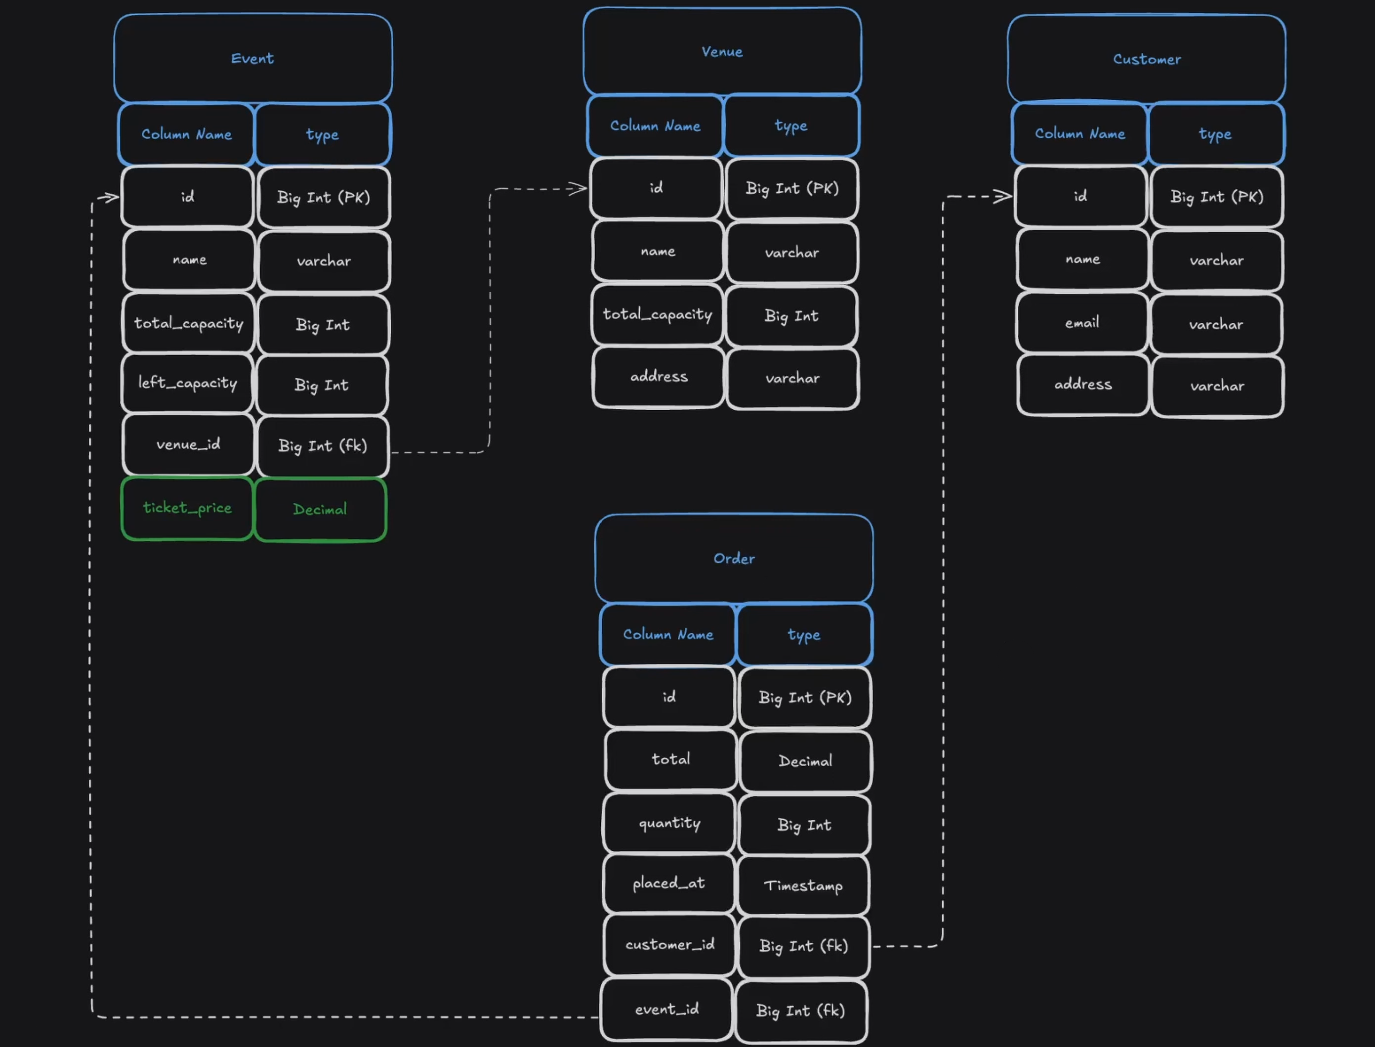 Event
Column Name type
id Big Int (PK)
name varchar
total_capacity Big Int
left_capacity Big Int
venue_id Big Int (fk)
ticket_price Decimal
Venue
Column Name type
id Big Int (PK)
name varchar
total_capacity Big Int
address varchar
Customer
Column Name type
id Big Int (PK)
name varchar
email varchar
address varchar
Order
Column Name type
id Big Int (PK)
total Decimal
quantity Big Int
placed_at Timestamp
customer_id Big Int (fk)
event_id Big Int (fk)